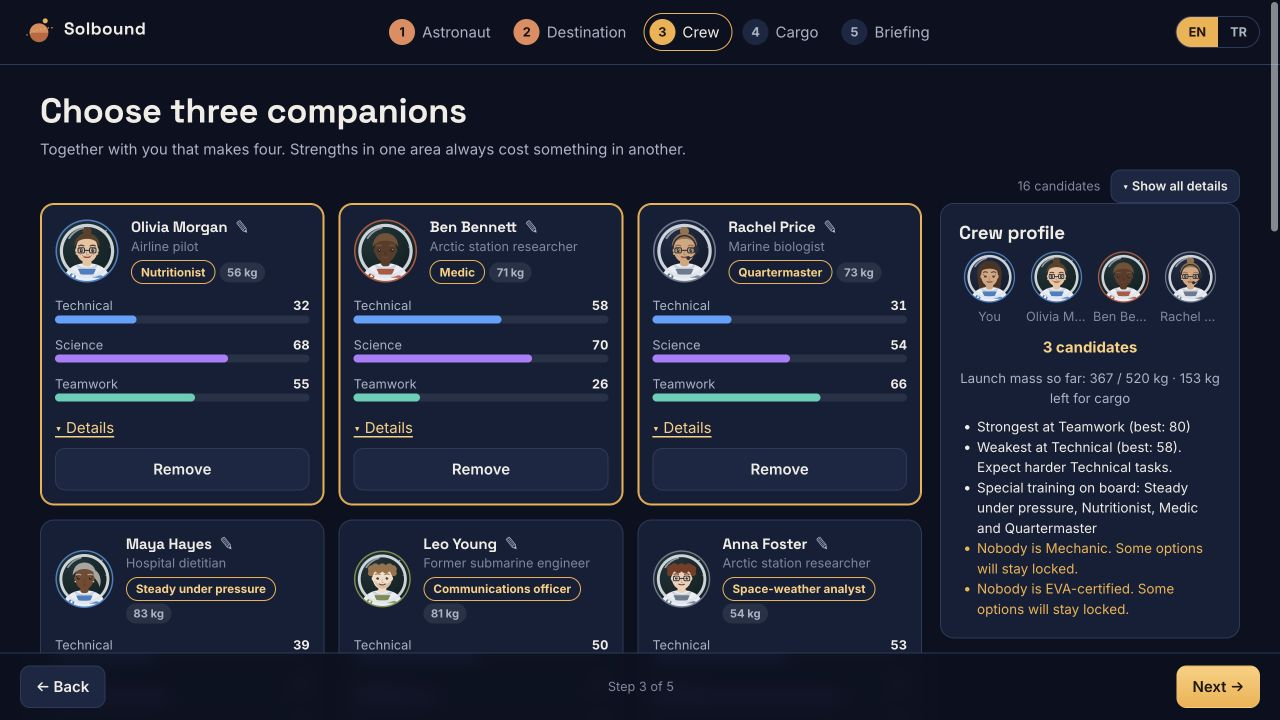 Solbound
1 Astronaut
2 Destination
3 Crew
4 Cargo
5 Briefing
EN TR
Choose three companions
Together with you that makes four. Strengths in one area always cost something in another.
16 candidates
▾ Show all details
Olivia Morgan
Airline pilot
Nutritionist 56 kg
Technical 32
Science 68
Teamwork 55
▾ Details
Remove
Ben Bennett
Arctic station researcher
Medic 71 kg
Technical 58
Science 70
Teamwork 26
▾ Details
Remove
Rachel Price
Marine biologist
Quartermaster 73 kg
Technical 31
Science 54
Teamwork 66
▾ Details
Remove
Maya Hayes
Hospital dietitian
Steady under pressure
83 kg
Technical 39
Leo Young
Former submarine engineer
Communications officer
81 kg
Technical 50
Anna Foster
Arctic station researcher
Space-weather analyst
54 kg
Technical 53
Crew profile
You Olivia M... Ben Be... Rachel ...
3 candidates
Launch mass so far: 367 / 520 kg · 153 kg
left for cargo
• Strongest at Teamwork (best: 80)
• Weakest at Technical (best: 58).
Expect harder Technical tasks.
• Special training on board: Steady
under pressure, Nutritionist, Medic
and Quartermaster
• Nobody is Mechanic. Some options
will stay locked.
• Nobody is EVA-certified. Some
options will stay locked.
← Back
Step 3 of 5
Next →